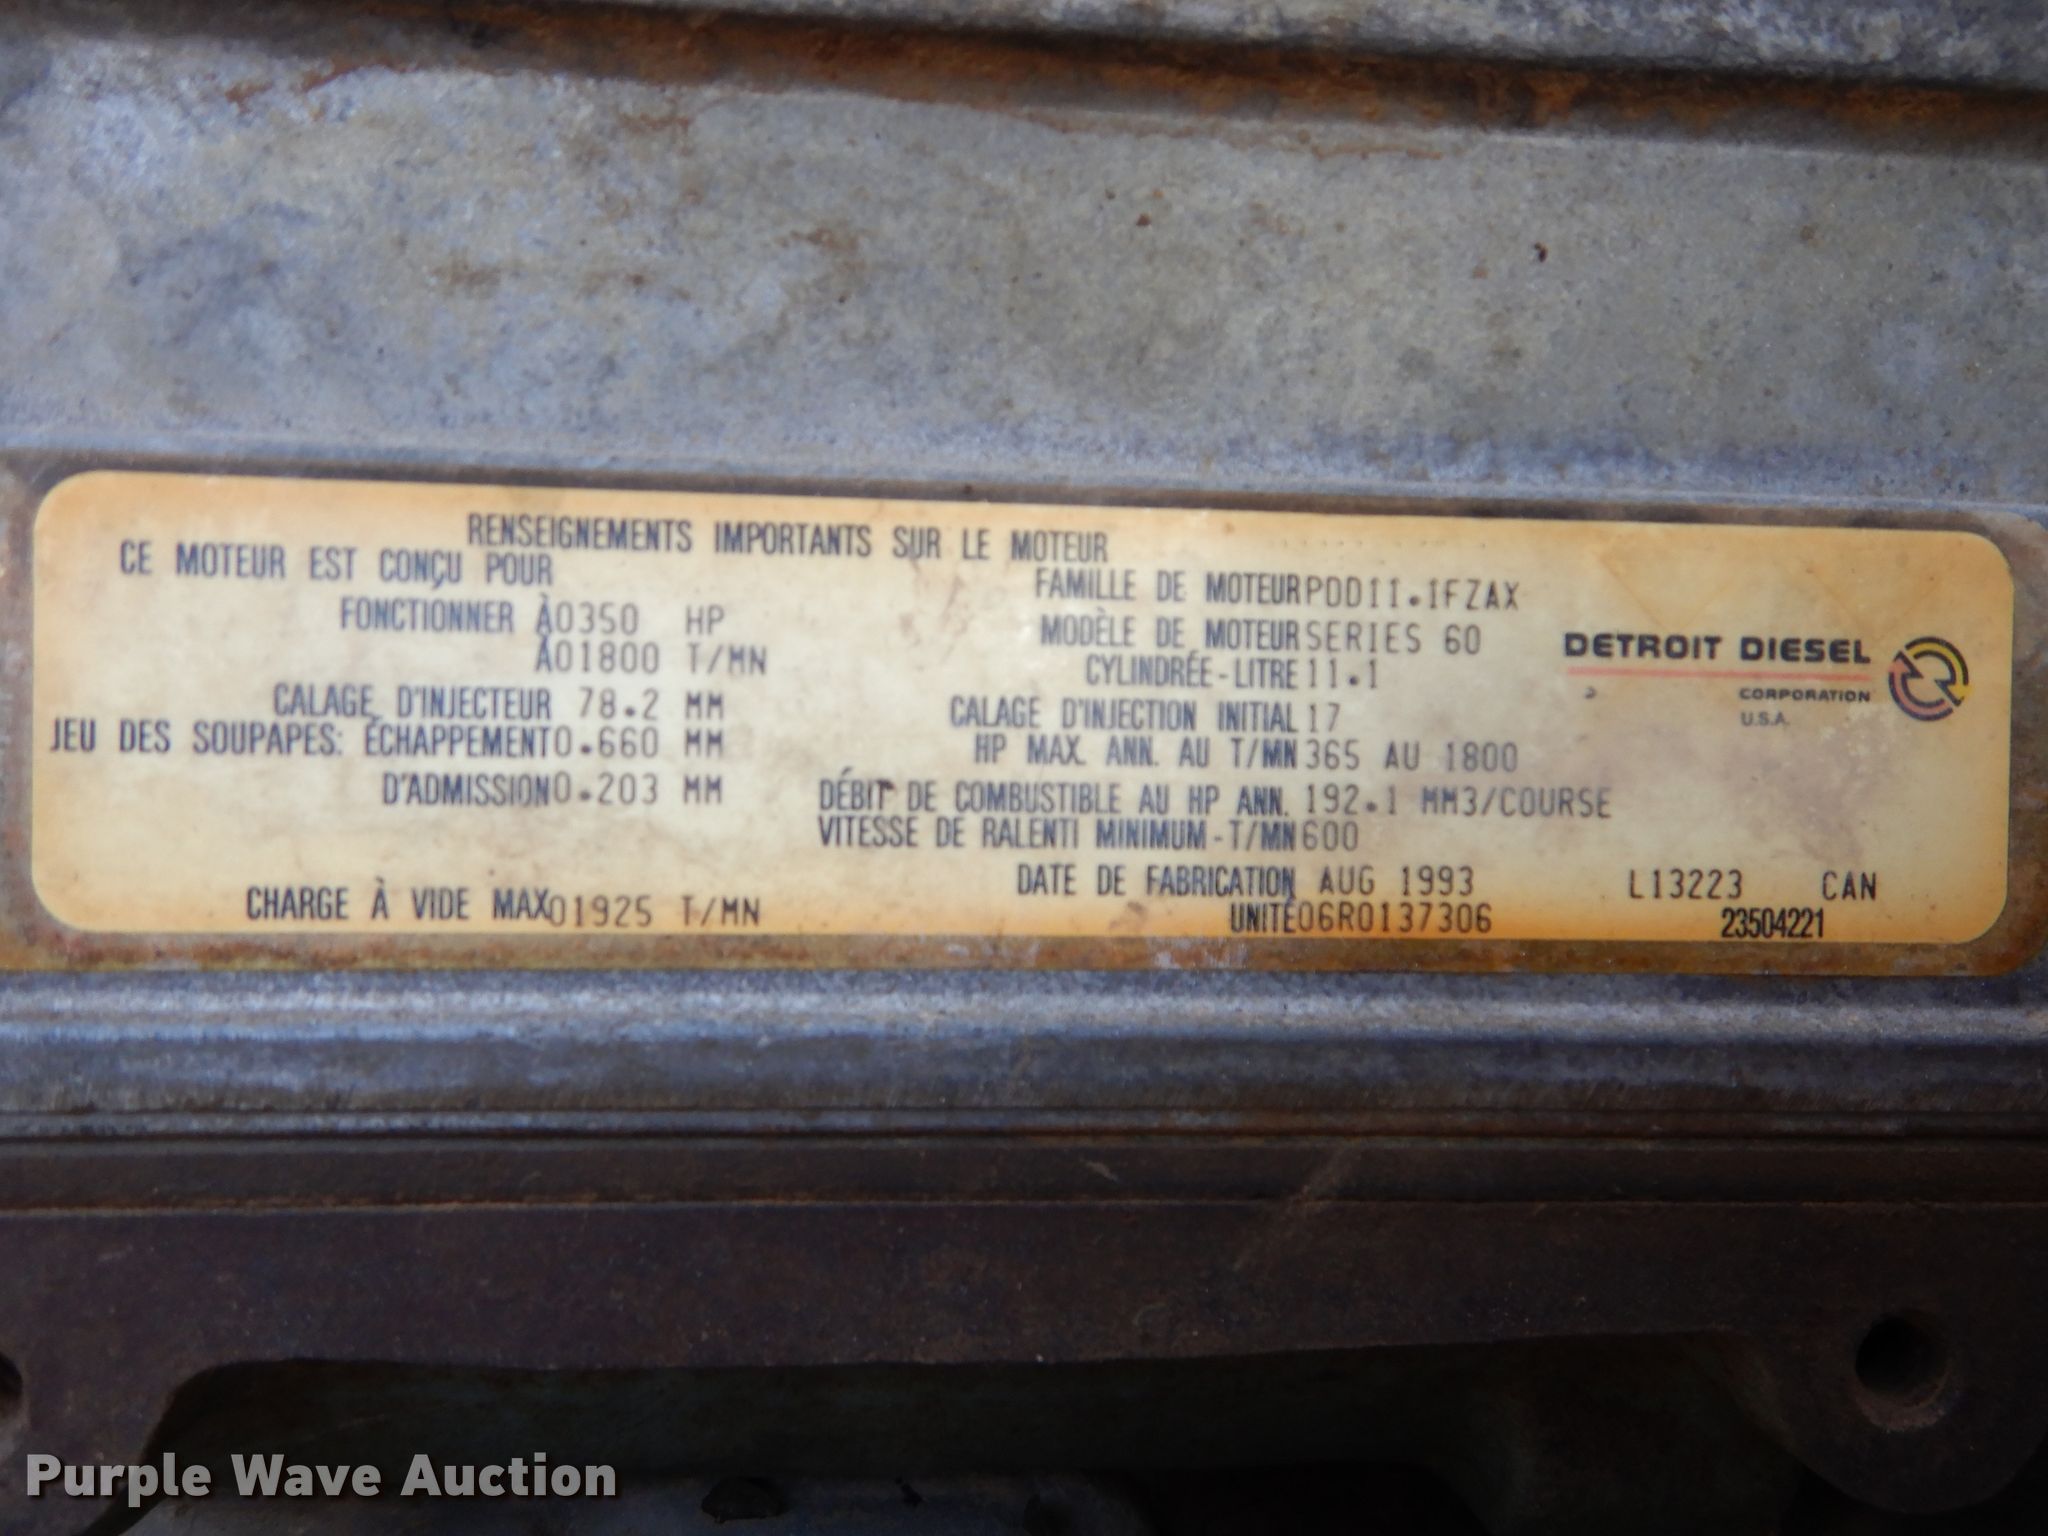 RENSEIGNEMENTS IMPORTANTS SUR LE MOTEUR
CE MOTEUR EST CONÇU POUR
FONCTIONNER À0350 HP
À01800 T/MN
CALAGE D'INJECTEUR 78.2 MM
JEU DES SOUPAPES: ÉCHAPPEMENT0.660 MM
D'ADMISSION0.203 MM
CHARGE À VIDE MAX01925 T/MN
FAMILLE DE MOTEURPDD11.1FZAX
MODÈLE DE MOTEURSERIES 60
CYLINDRÉE-LITRE11.1
CALAGE D'INJECTION INITIAL17
HP MAX. ANN. AU T/MN365 AU 1800
DÉBIT DE COMBUSTIBLE AU HP ANN. 192.1 MM3/COURSE
VITESSE DE RALENTI MINIMUM-T/MN600
DATE DE FABRICATION AUG 1993
UNITÉ06R0137306
DETROIT DIESEL
CORPORATION
U.S.A.
L13223 CAN
23504221
Purple Wave Auction